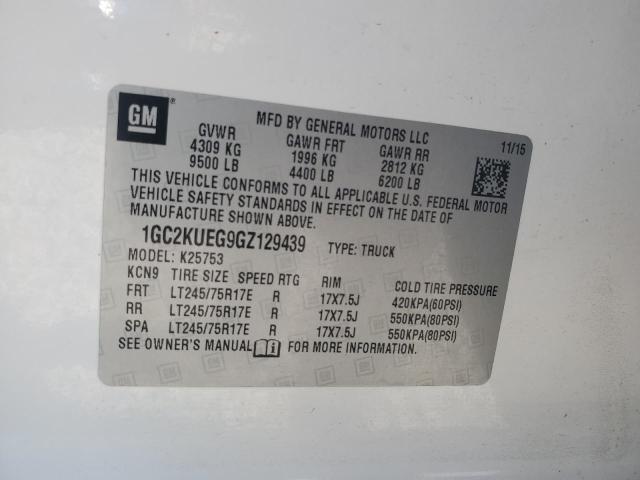 GM®
MFD BY GENERAL MOTORS LLC
11/15
GVWR GAWR FRT GAWR RR
4309 KG 1996 KG 2812 KG
9500 LB 4400 LB 6200 LB
THIS VEHICLE CONFORMS TO ALL APPLICABLE U.S. FEDERAL MOTOR
VEHICLE SAFETY STANDARDS IN EFFECT ON THE DATE OF
MANUFACTURE SHOWN ABOVE.
1GC2KUEG9GZ129439 TYPE: TRUCK
MODEL: K25753
KCN9 TIRE SIZE SPEED RTG RIM COLD TIRE PRESSURE
FRT LT245/75R17E R 17X7.5J 420KPA(60PSI)
RR LT245/75R17E R 17X7.5J 550KPA(80PSI)
SPA LT245/75R17E R 17X7.5J 550KPA(80PSI)
SEE OWNER'S MANUAL FOR MORE INFORMATION.